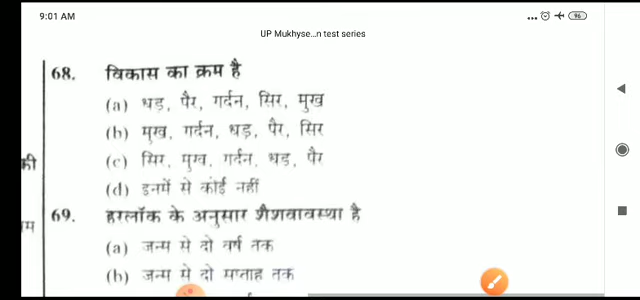 9:01 AM
96
UP Mukhyse...n test series
68. विकास का क्रम है
(a) धड़, पैर, गर्दन, सिर, मुख
(b) मुख, गर्दन, धड़, पैर, सिर
की (c) सिर, मुख, गर्दन, धड़, पैर
(d) इनमें से कोई नहीं
69. हरलॉक के अनुसार शैशवावस्था है
(a) जन्म से दो वर्ष तक
(b) जन्म से दो सप्ताह तक